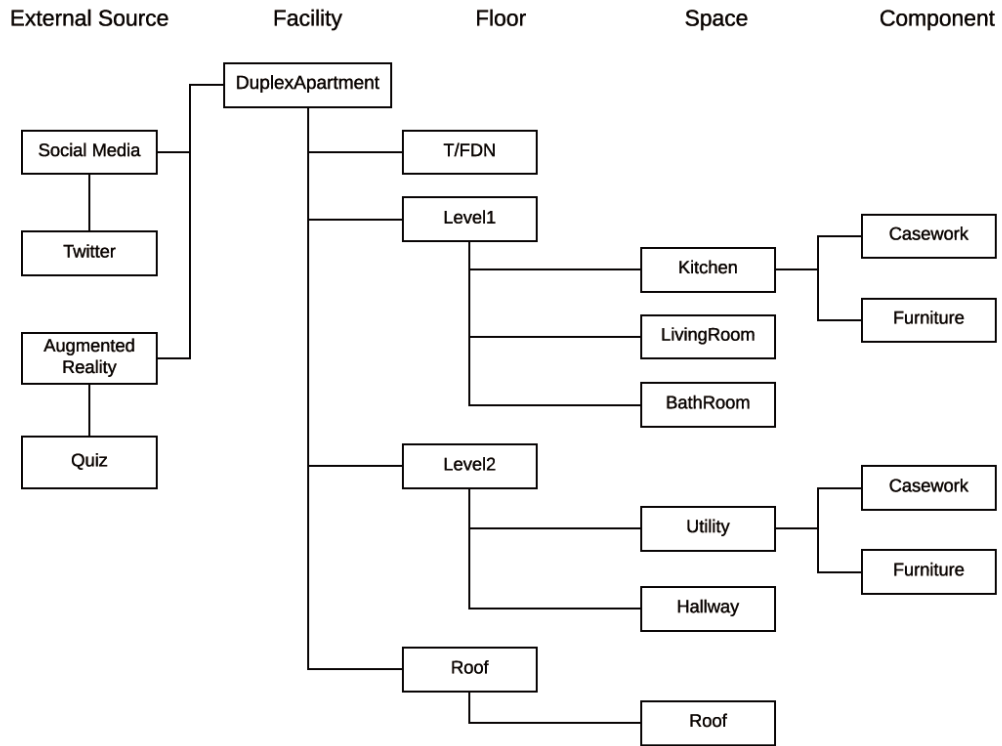 External Source Facility Floor Space Component
DuplexApartment
Social Media
T/FDN
Level1
Casework
Twitter
Kitchen
Furniture
LivingRoom
Augmented
Reality
BathRoom
Quiz
Level2
Casework
Utility
Furniture
Hallway
Roof
Roof